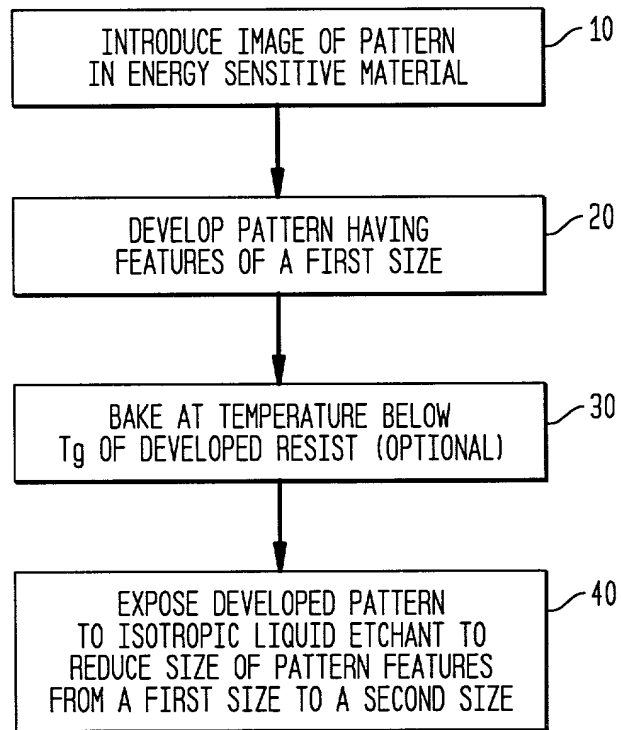 INTRODUCE IMAGE OF PATTERN
IN ENERGY SENSITIVE MATERIAL
10
DEVELOP PATTERN HAVING
FEATURES OF A FIRST SIZE
20
BAKE AT TEMPERATURE BELOW
Tg OF DEVELOPED RESIST (OPTIONAL)
30
EXPOSE DEVELOPED PATTERN
TO ISOTROPIC LIQUID ETCHANT TO
REDUCE SIZE OF PATTERN FEATURES
FROM A FIRST SIZE TO A SECOND SIZE
40